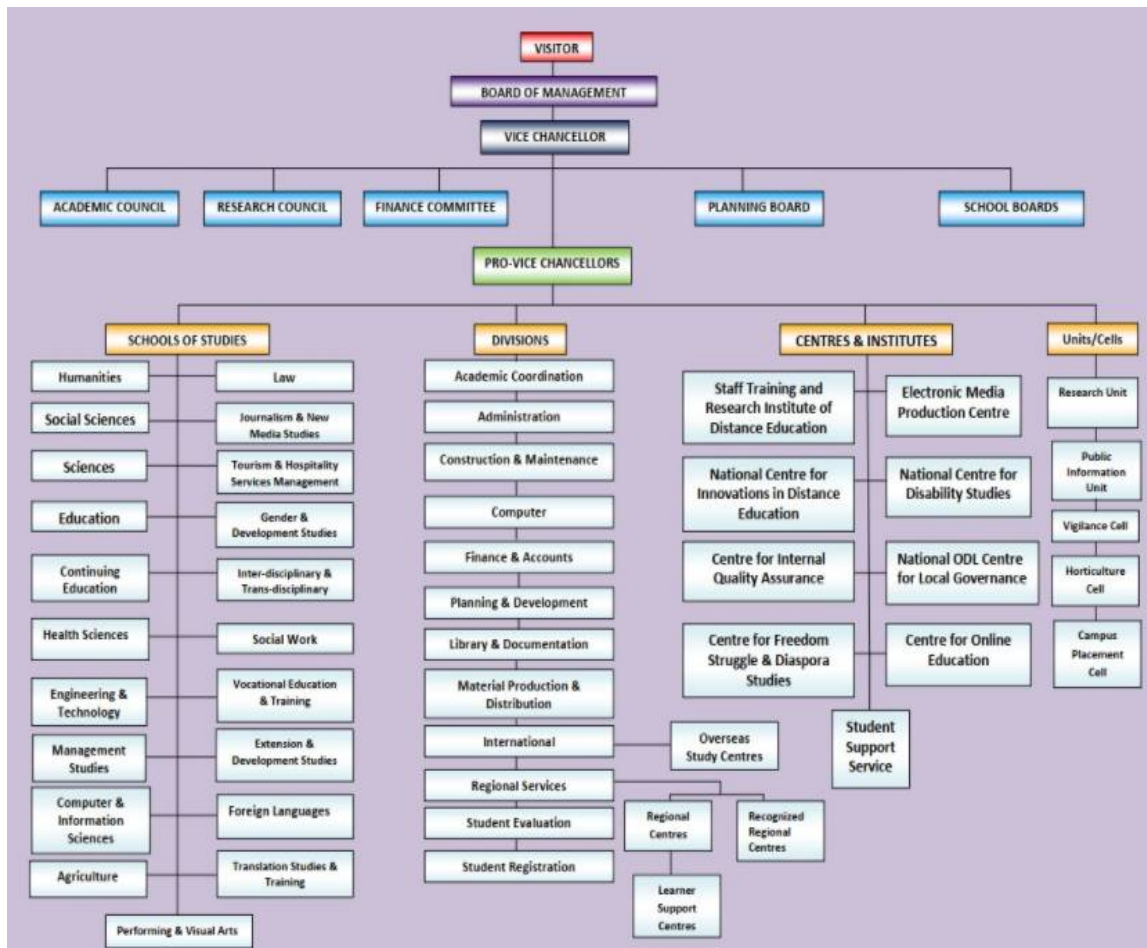 VISITOR
BOARD OF MANAGEMENT
VICE CHANCELLOR
ACADEMIC COUNCIL
RESEARCH COUNCIL
FINANCE COMMITTEE
PLANNING BOARD
SCHOOL BOARDS
PRO-VICE CHANCELLORS
SCHOOLS OF STUDIES
Humanities
Law
Social Sciences
Journalism & New
Media Studies
Sciences
Tourism & Hospitality
Services Management
Education
Gender &
Development Studies
Continuing
Education
Inter-disciplinary &
Trans-disciplinary
Health Sciences
Social Work
Engineering &
Technology
Vocational Education
& Training
Management
Studies
Extension &
Development Studies
Computer &
Information
Sciences
Foreign Languages
Agriculture
Translation Studies &
Training
Performing & Visual Arts
DIVISIONS
Academic Coordination
Administration
Construction & Maintenance
Computer
Finance & Accounts
Planning & Development
Library & Documentation
Material Production &
Distribution
International
Overseas
Study Centres
Regional Services
Regional
Centres
Recognized
Regional
Centres
Learner
Support
Centres
Student Evaluation
Student Registration
CENTRES & INSTITUTES
Staff Training and
Research Institute of
Distance Education
Electronic Media
Production Centre
National Centre for
Innovations in Distance
Education
National Centre for
Disability Studies
Centre for Internal
Quality Assurance
National ODL Centre
for Local Governance
Centre for Freedom
Struggle & Diaspora
Studies
Centre for Online
Education
Student
Support
Service
Units/Cells
Research Unit
Public
Information
Unit
Vigilance Cell
Horticulture
Cell
Campus
Placement
Cell